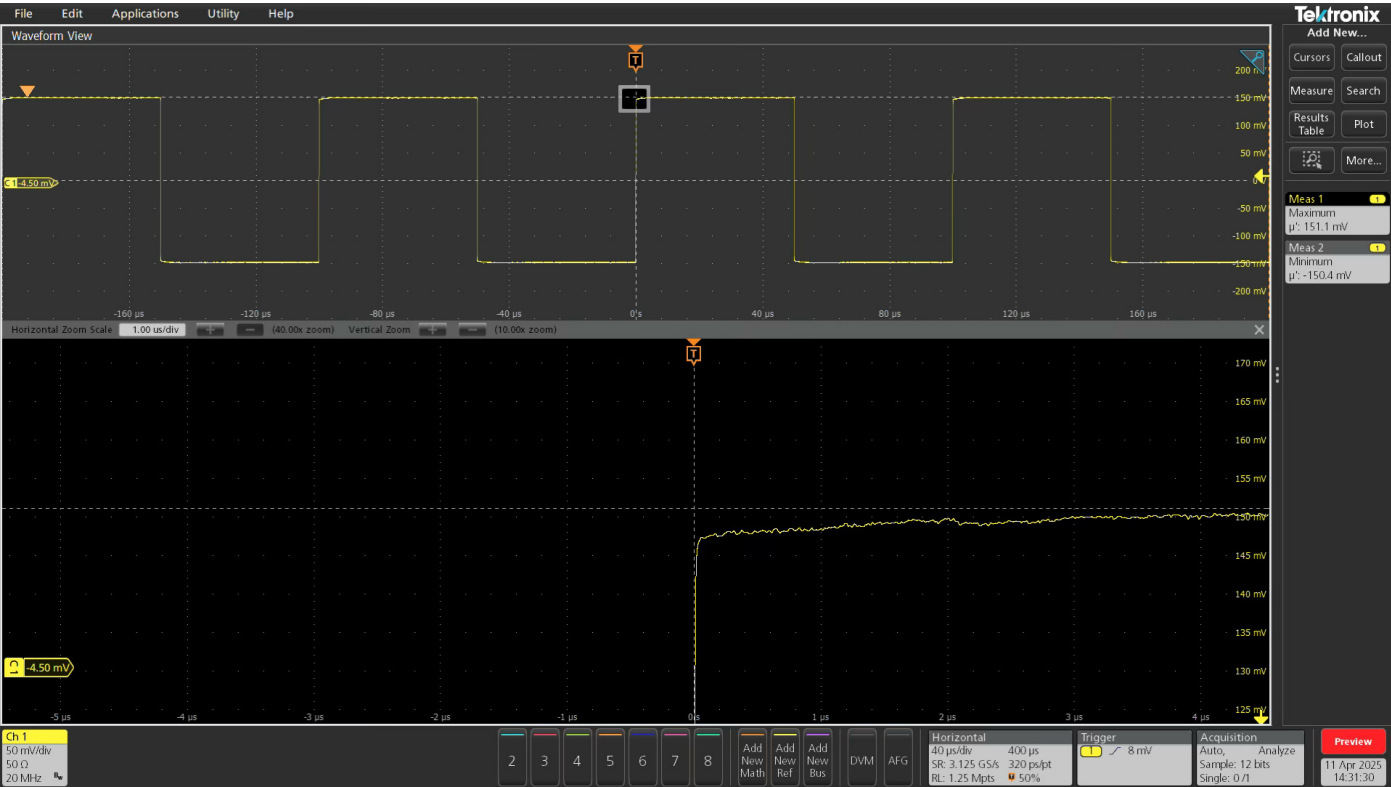 File Edit Applications Utility Help
Tektronix
Waveform View
Add New...
Cursors Callout
Measure Search
Results Table Plot
More...
T
200 mV
150 mV
100 mV
50 mV
0 V
-50 mV
-100 mV
-150 mV
-200 mV
C1 -4.50 mV
-160 µs -120 µs -80 µs -40 µs 0 s 40 µs 80 µs 120 µs 160 µs
Meas 1 1
Maximum
µ': 151.1 mV
Meas 2 1
Minimum
µ': -150.4 mV
Horizontal Zoom Scale 1.00 us/div + - (40.00x zoom) Vertical Zoom + - (10.00x zoom)
T
170 mV
165 mV
160 mV
155 mV
150 mV
145 mV
140 mV
135 mV
130 mV
125 mV
C1 -4.50 mV
-5 µs -4 µs -3 µs -2 µs -1 µs 0 s 1 µs 2 µs 3 µs 4 µs
Ch 1
50 mV/div
50 Ω
20 MHz Bw
2 3 4 5 6 7 8
Add New Math
Add New Ref
Add New Bus
DVM AFG
Horizontal
40 µs/div 400 µs
SR: 3.125 GS/s 320 ps/pt
RL: 1.25 Mpts 50%
Trigger
1 8 mV
Acquisition
Auto, Analyze
Sample: 12 bits
Single: 0 /1
Preview
11 Apr 2025
14:31:30